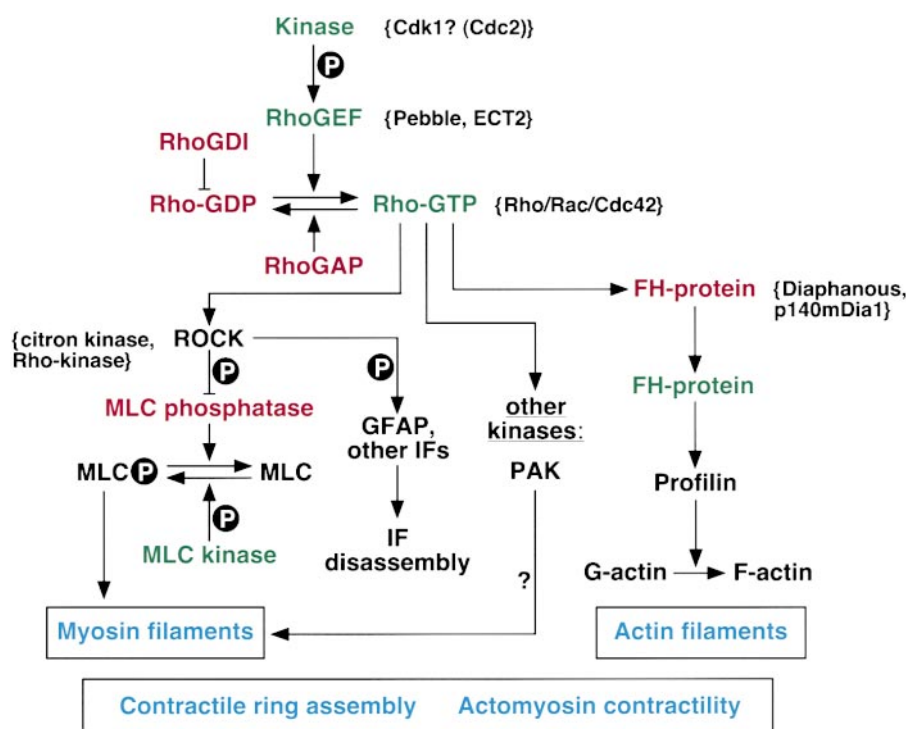 Kinase {Cdk1? (Cdc2)}
P
RhoGEF {Pebble, ECT2}
RhoGDI
Rho-GDP Rho-GTP {Rho/Rac/Cdc42}
RhoGAP
FH-protein {Diaphanous,
p140mDia1}
{citron kinase,
Rho-kinase}
ROCK
P P
MLC phosphatase
FH-protein
GFAP,
other IFs
other
kinases:
PAK
MLC P MLC
Profilin
P
MLC kinase
IF
disassembly
G-actin F-actin
?
Myosin filaments Actin filaments
Contractile ring assembly Actomyosin contractility